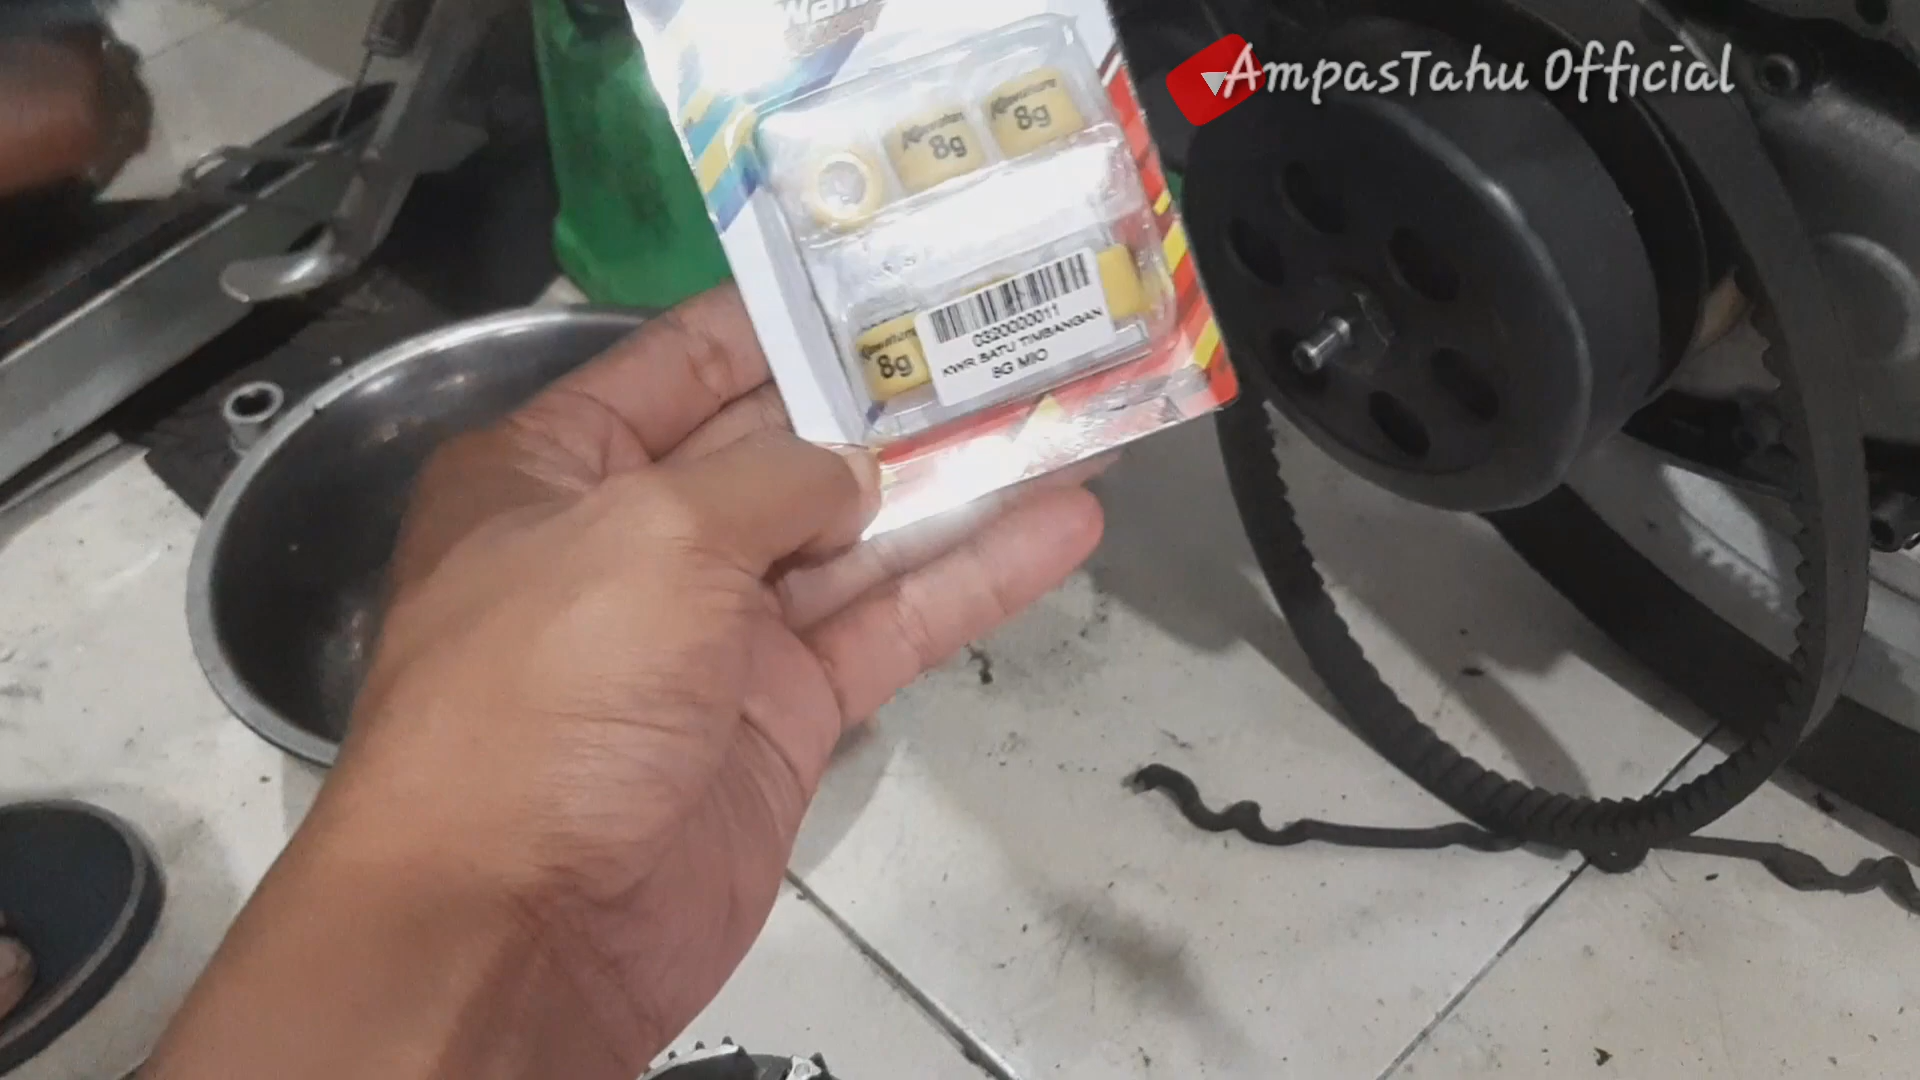 AmpasTahu Official
8g
8g
0320000011
KWR BATU TIMBANGAN
8G MIO
8g